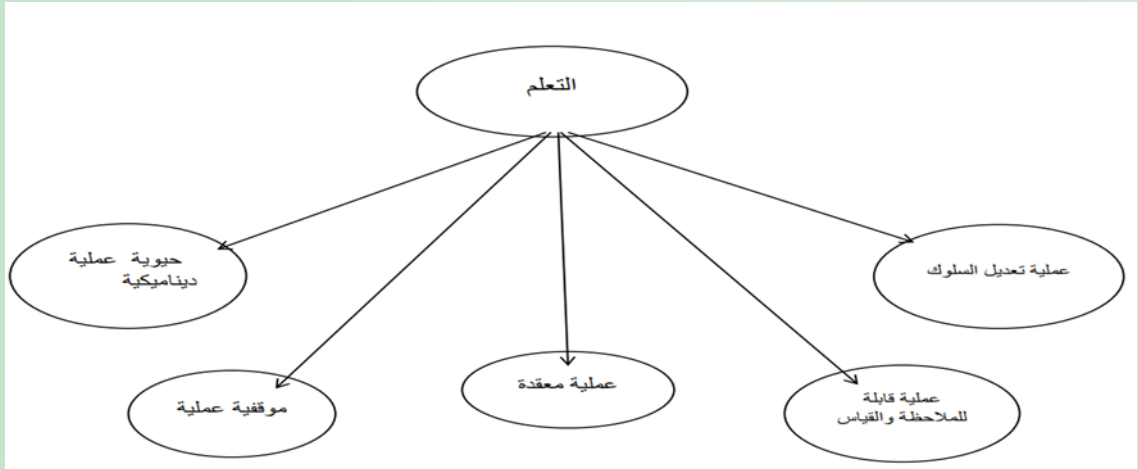 التعلم
عملية تعديل السلوك
حيوية عملية
ديناميكية
عملية قابلة
للملاحظة والقياس
عملية معقدة
موقفية عملية